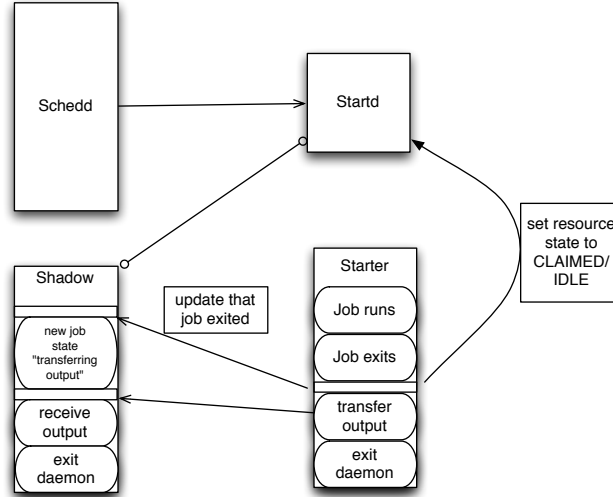 Schedd
Startd
set resource
state to
CLAIMED/
IDLE
Shadow
new job
state
"transferring
output"
receive
output
exit
daemon
update that
job exited
Starter
Job runs
Job exits
transfer
output
exit
daemon